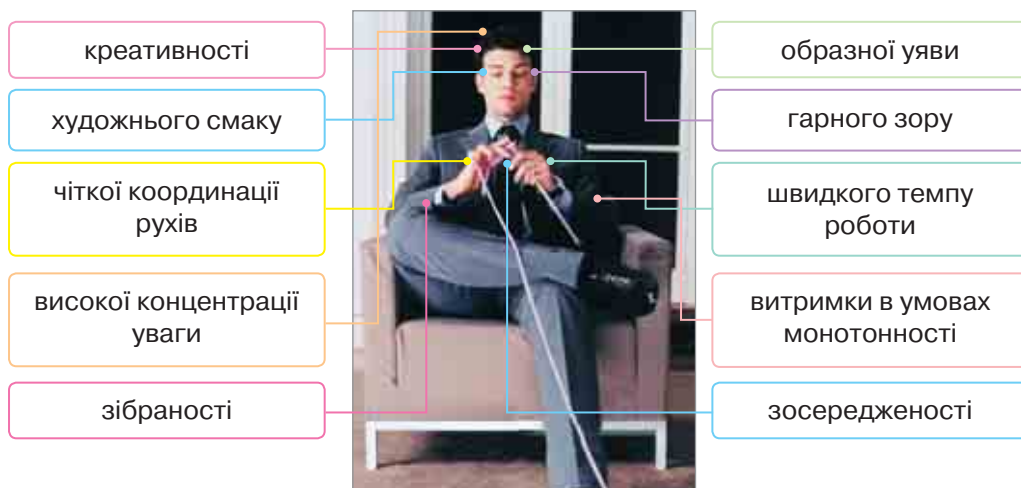 креативності
художнього смаку
чіткої координації
рухів
високої концентрації
уваги
зібраності
образної уяви
гарного зору
швидкого темпу
роботи
витримки в умовах
монотонності
зосередженості